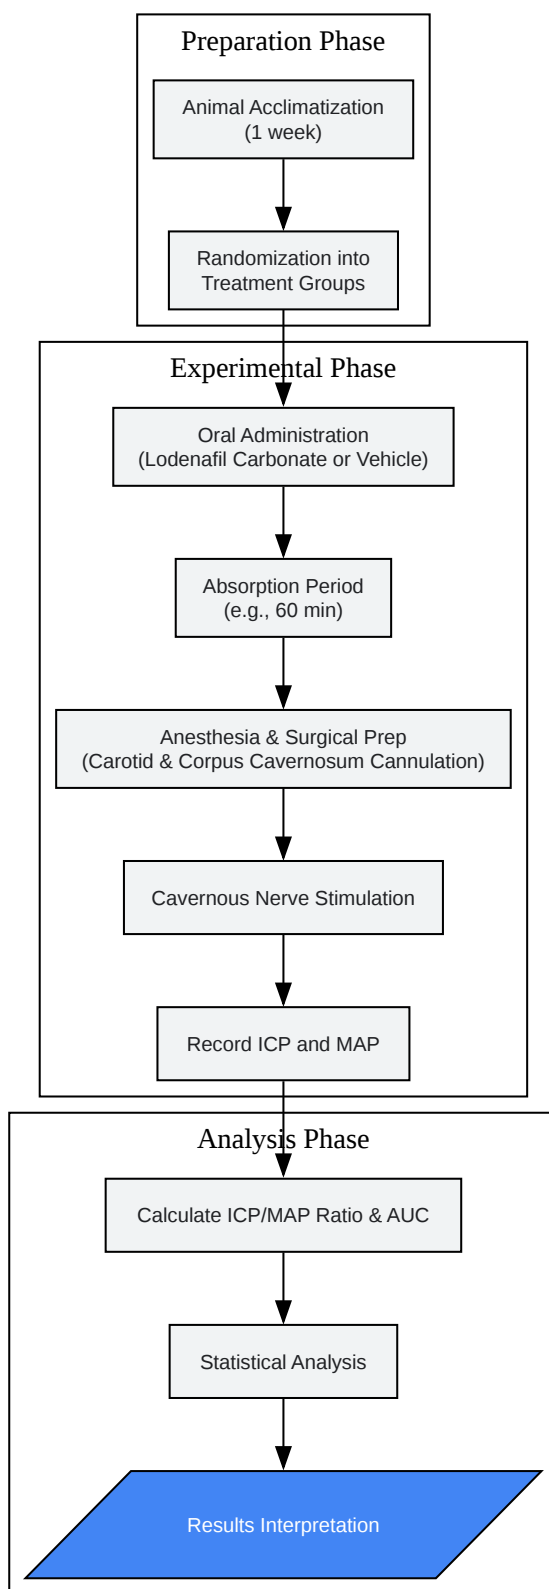 Preparation Phase
Animal Acclimatization
(1 week)
Randomization into
Treatment Groups
Experimental Phase
Oral Administration
(Lodenafil Carbonate or Vehicle)
Absorption Period
(e.g., 60 min)
Anesthesia & Surgical Prep
(Carotid & Corpus Cavernosum Cannulation)
Cavernous Nerve Stimulation
Record ICP and MAP
Analysis Phase
Calculate ICP/MAP Ratio & AUC
Statistical Analysis
Results Interpretation